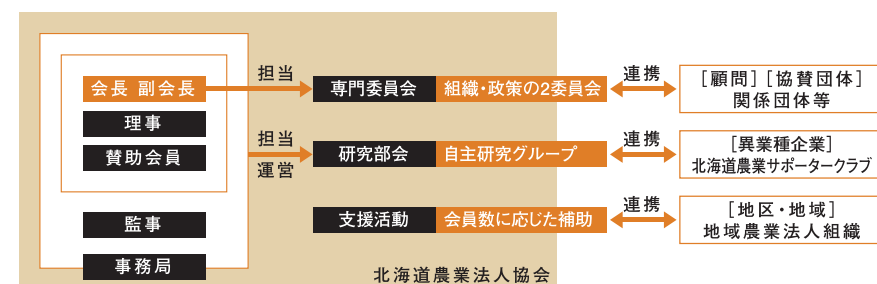 会長 副会長
理事
賛助会員
監事
事務局
担当
専門委員会 組織・政策の2委員会
連携
[顧問] [協賛団体]
関係団体等
担当
運営
研究部会 自主研究グループ
連携
[異業種企業]
北海道農業サポータークラブ
支援活動 会員数に応じた補助
連携
[地区・地域]
地域農業法人組織
北海道農業法人協会